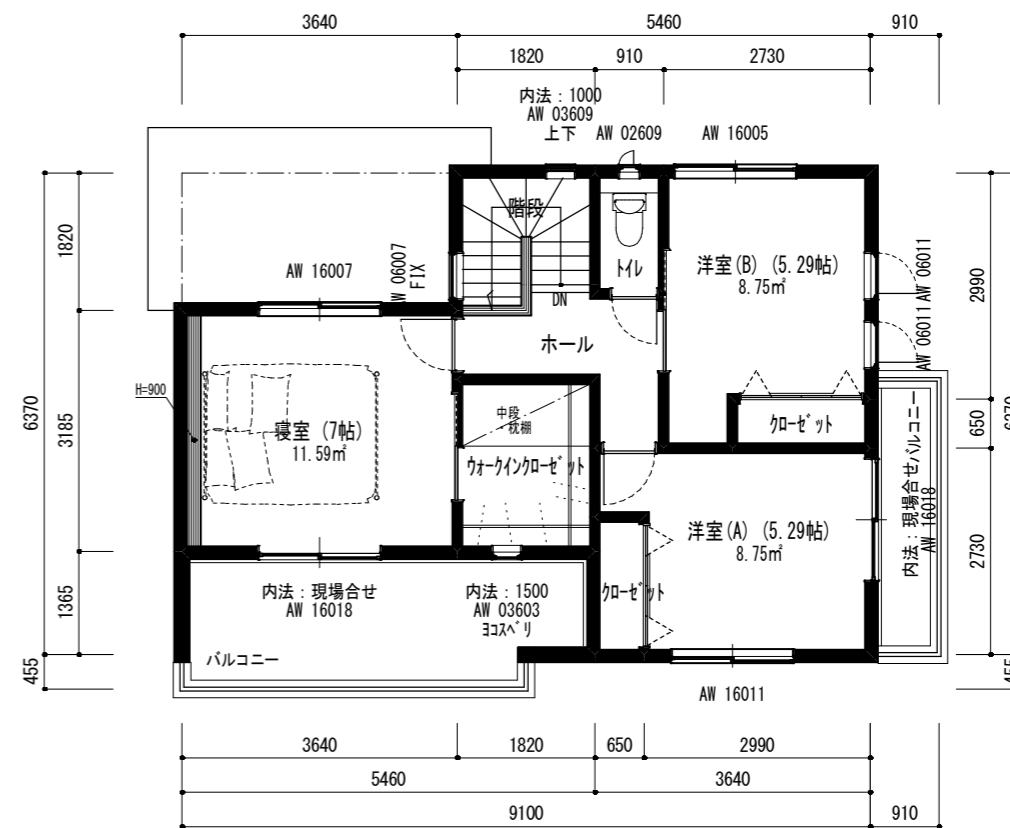 3640
5460
910
1820
910
2730
内法：1000
AW 03609
上下
AW 02609
AW 16005
階段
トイレ
洋室(B) (5.29帖)
8.75㎡
AW 16007
W 06007
FIX
DN
ホール
AW 06011
AW 06011
1820
6370
3185
1365
455
2990
650
2730
6370
455
H=900
寝室 (7帖)
11.59㎡
中段
・枕棚
ウォークインクローゼット
クローゼット
洋室(A) (5.29帖)
8.75㎡
クローゼット
内法：現場合せバルコニー
AW 16018
内法：現場合せ
AW 16018
内法：1500
AW 03603
ヨコスベリ
バルコニー
AW 16011
3640
1820
650
2990
5460
3640
9100
910